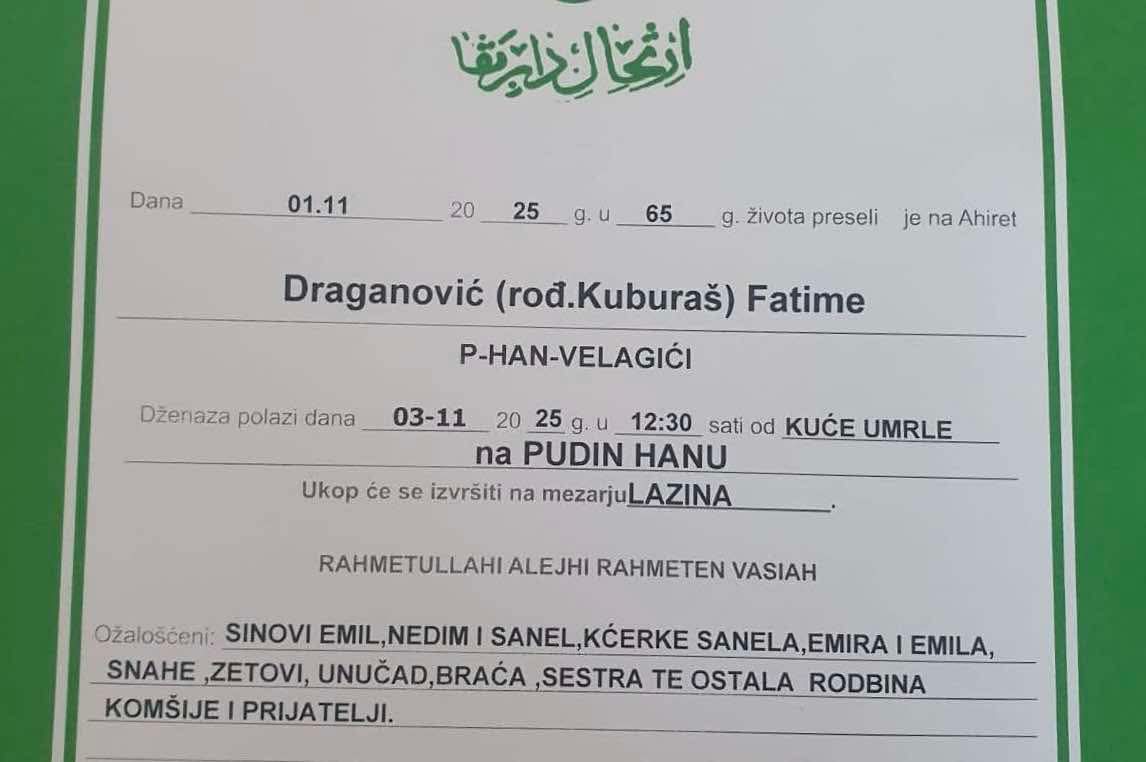 ارتحال دار بقا
Dana 01.11 20 25 g. u 65 g. života preseli je na Ahiret
Draganović (rođ.Kuburaš) Fatime
P-HAN-VELAGIĆI
Dženaza polazi dana 03-11 20 25 g. u 12:30 sati od KUĆE UMRLE
na PUDIN HANU
Ukop će se izvršiti na mezarju LAZINA.
RAHMETULLAHI ALEJHI RAHMETEN VASIAH
Ožalošćeni: SINOVI EMIL,NEDIM I SANEL,KĆERKE SANELA,EMIRA I EMILA,
SNAHE ,ZETOVI, UNUČAD,BRAĆA ,SESTRA TE OSTALA RODBINA
KOMŠIJE I PRIJATELJI.